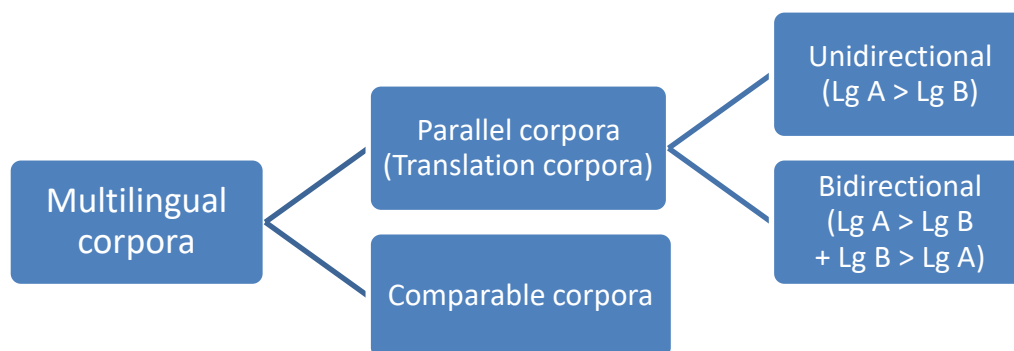 Multilingual
corpora
Parallel corpora
(Translation corpora)
Comparable corpora
Unidirectional
(Lg A > Lg B)
Bidirectional
(Lg A > Lg B
+ Lg B > Lg A)